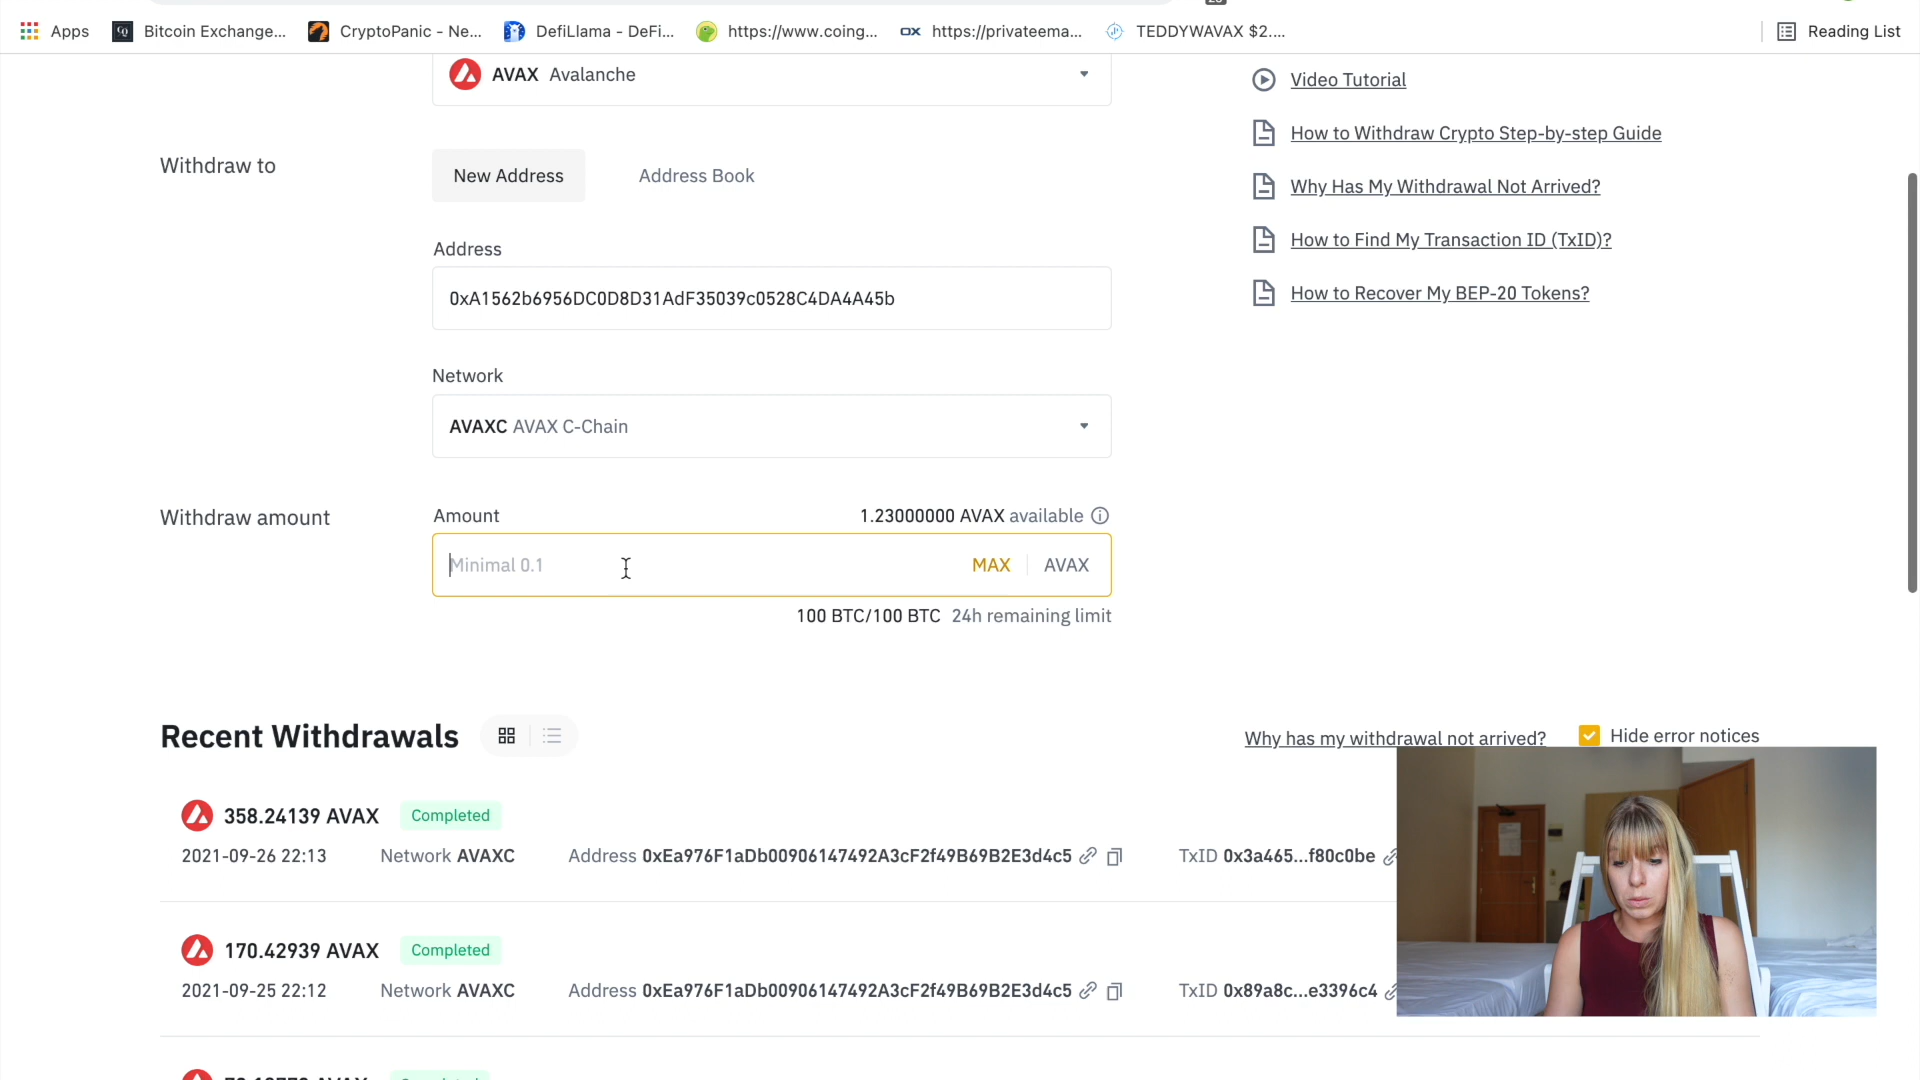 Apps
Bitcoin Exchange...
CryptoPanic - Ne...
DefiLlama - DeFi...
https://www.coing...
https://privateema...
TEDDYWAVAX $2....
Reading List
AVAX Avalanche
Video Tutorial
How to Withdraw Crypto Step-by-step Guide
Withdraw to
New Address
Address Book
Why Has My Withdrawal Not Arrived?
Address
How to Find My Transaction ID (TxID)?
0xA1562b6956DC0D8D31AdF35039c0528C4DA4A45b
How to Recover My BEP-20 Tokens?
Network
AVAXC AVAX C-Chain
Withdraw amount
Amount
1.23000000 AVAX available
Minimal 0.1
MAX
AVAX
100 BTC/100 BTC 24h remaining limit
Recent Withdrawals
Why has my withdrawal not arrived?
Hide error notices
358.24139 AVAX
Completed
2021-09-26 22:13
Network AVAXC
Address 0xEa976F1aDb00906147492A3cF2f49B69B2E3d4c5
TxID 0x3a465...f80c0be
170.42939 AVAX
Completed
2021-09-25 22:12
Network AVAXC
Address 0xEa976F1aDb00906147492A3cF2f49B69B2E3d4c5
TxID 0x89a8c...e3396c4